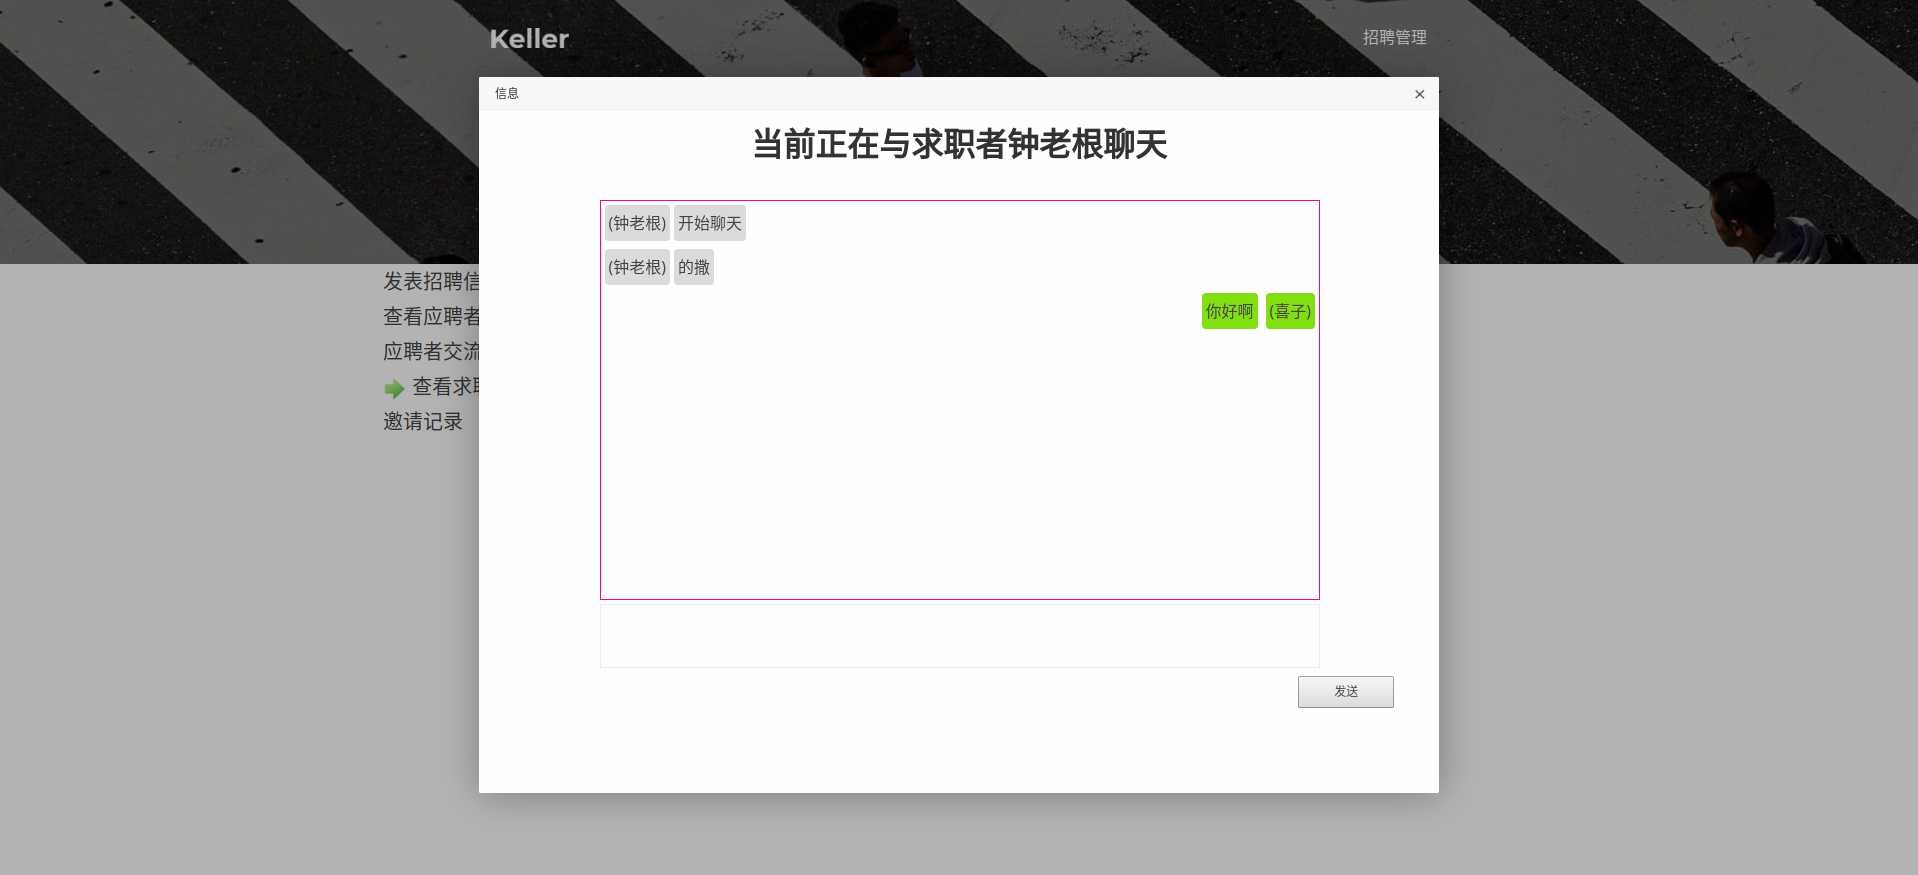 Keller
招聘管理
信息
当前正在与求职者钟老根聊天
(钟老根) 开始聊天
(钟老根) 的撒
你好啊 (喜子)
发送
发表招聘信
查看应聘者
应聘者交流
查看求
邀请记录